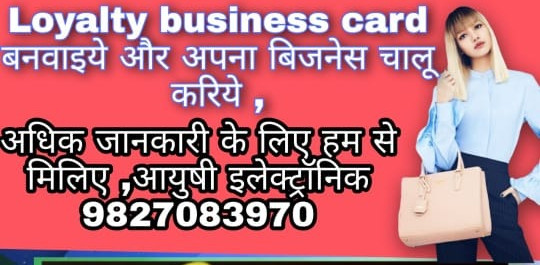 Loyalty business card
बनवाइये और अपना बिजनेस चालू
करिये ,
अधिक जानकारी के लिए हम से
मिलिए ,आयुषी इलेक्ट्रॉनिक
9827083970